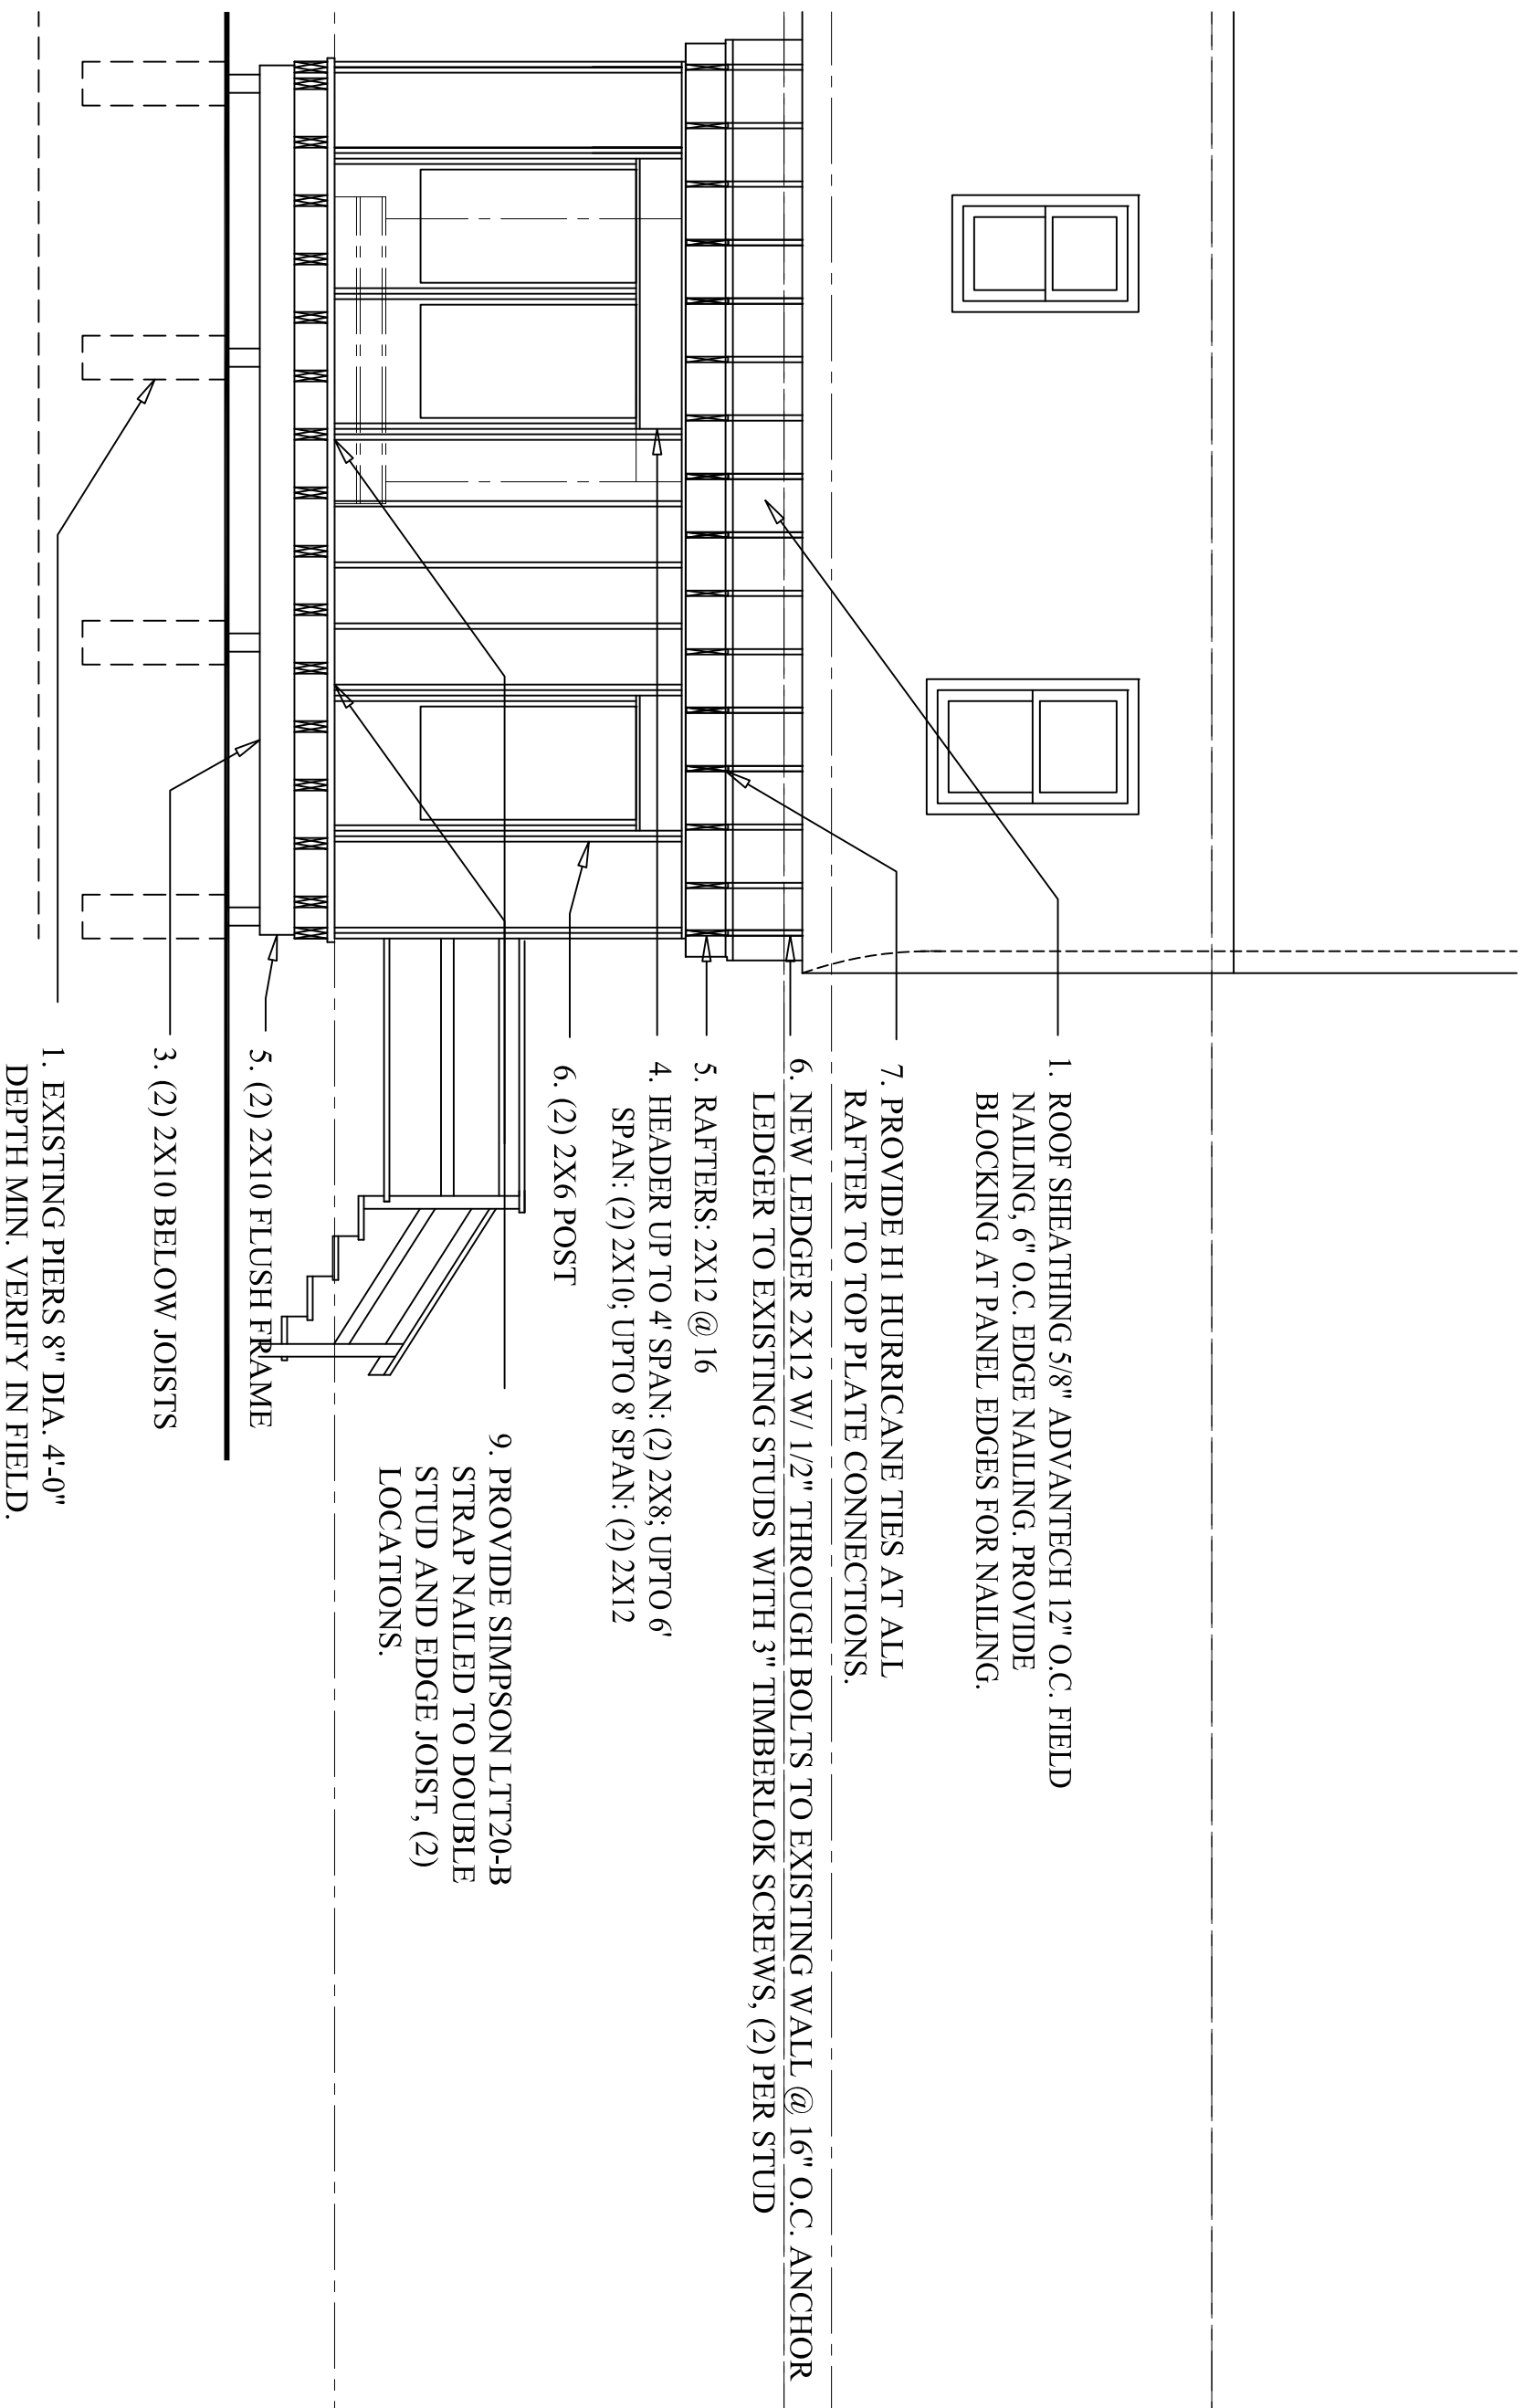 1. ROOF SHEATHING 5/8" ADVANTECH 12" O.C. FIELD
NAILING, 6" O.C. EDGE NAILING. PROVIDE
BLOCKING AT PANEL EDGES FOR NAILING.
7. PROVIDE H1 HURRICANE TIES AT ALL
RAFTER TO TOP PLATE CONNECTIONS.
6. NEW LEDGER 2X12 W/ 1/2" THROUGH BOLTS TO EXISTING WALL @ 16" O.C. ANCHOR
LEDGER TO EXISTING STUDS WITH 3" TIMBERLOK SCREWS, (2) PER STUD
5. RAFTERS: 2X12 @ 16
4. HEADER UP TO 4' SPAN: (2) 2X8; UPTO 6'
SPAN: (2) 2X10; UPTO 8' SPAN: (2) 2X12
6. (2) 2X6 POST
9. PROVIDE SIMPSON LTT20-B
STRAP NAILED TO DOUBLE
STUD AND EDGE JOIST, (2)
LOCATIONS.
5. (2) 2X10 FLUSH FRAME
3. (2) 2X10 BELOW JOISTS
1. EXISTING PIERS 8" DIA. 4'-0"
DEPTH MIN. VERIFY IN FIELD.